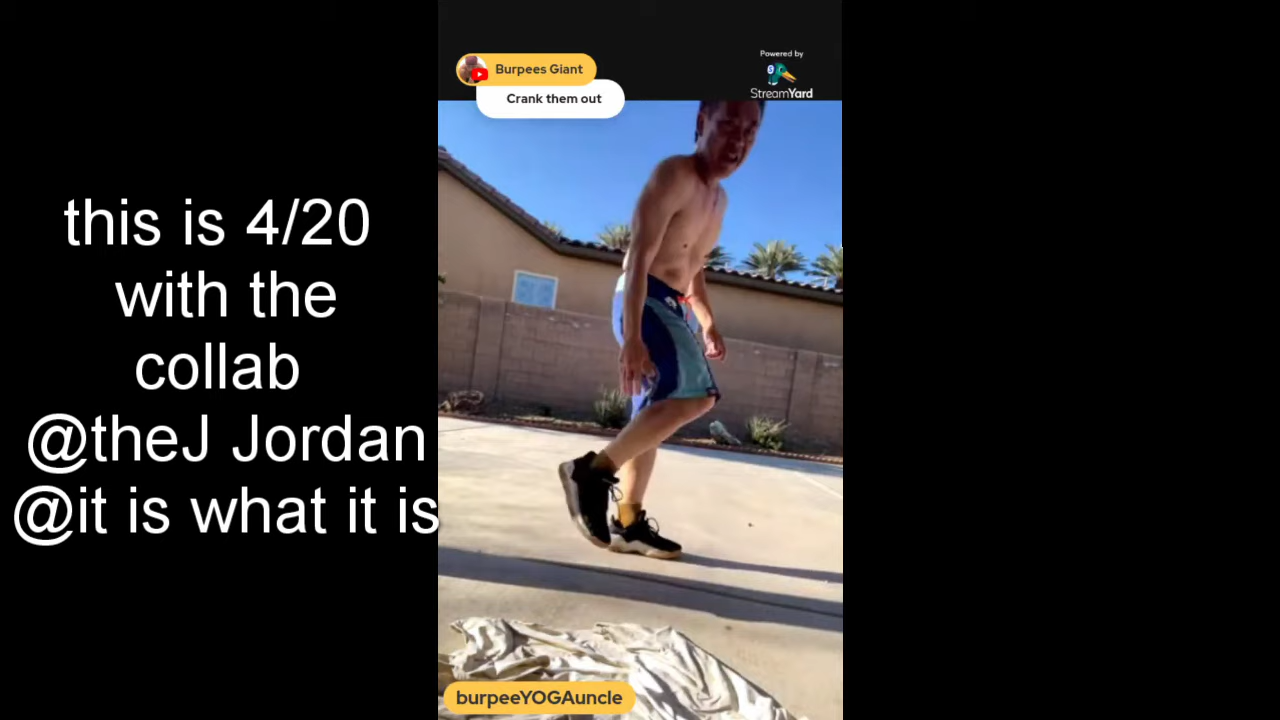 this is 4/20
with the
collab
@theJ Jordan
@it is what it is
Burpees Giant
Crank them out
Powered by
StreamYard
burpeeYOGAuncle